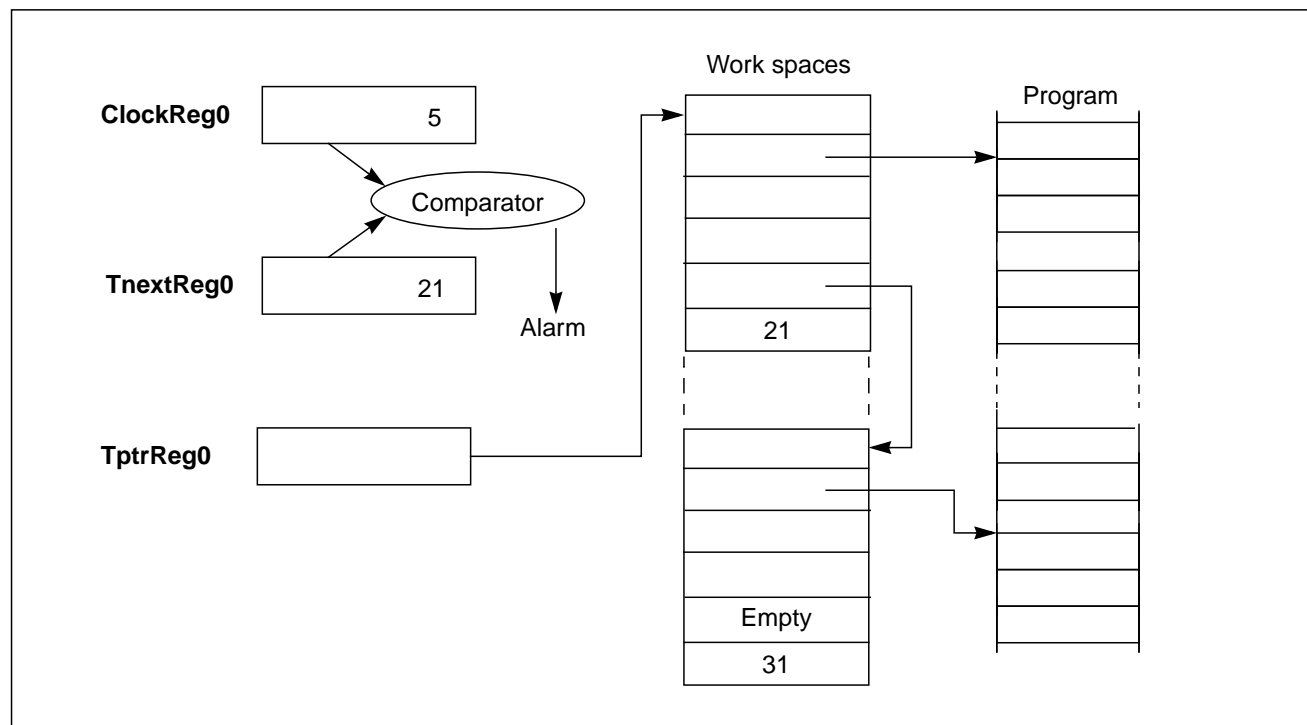 Work spaces
Program
ClockReg0
5
Comparator
TnextReg0
21
Alarm
21
TptrReg0
Empty
31